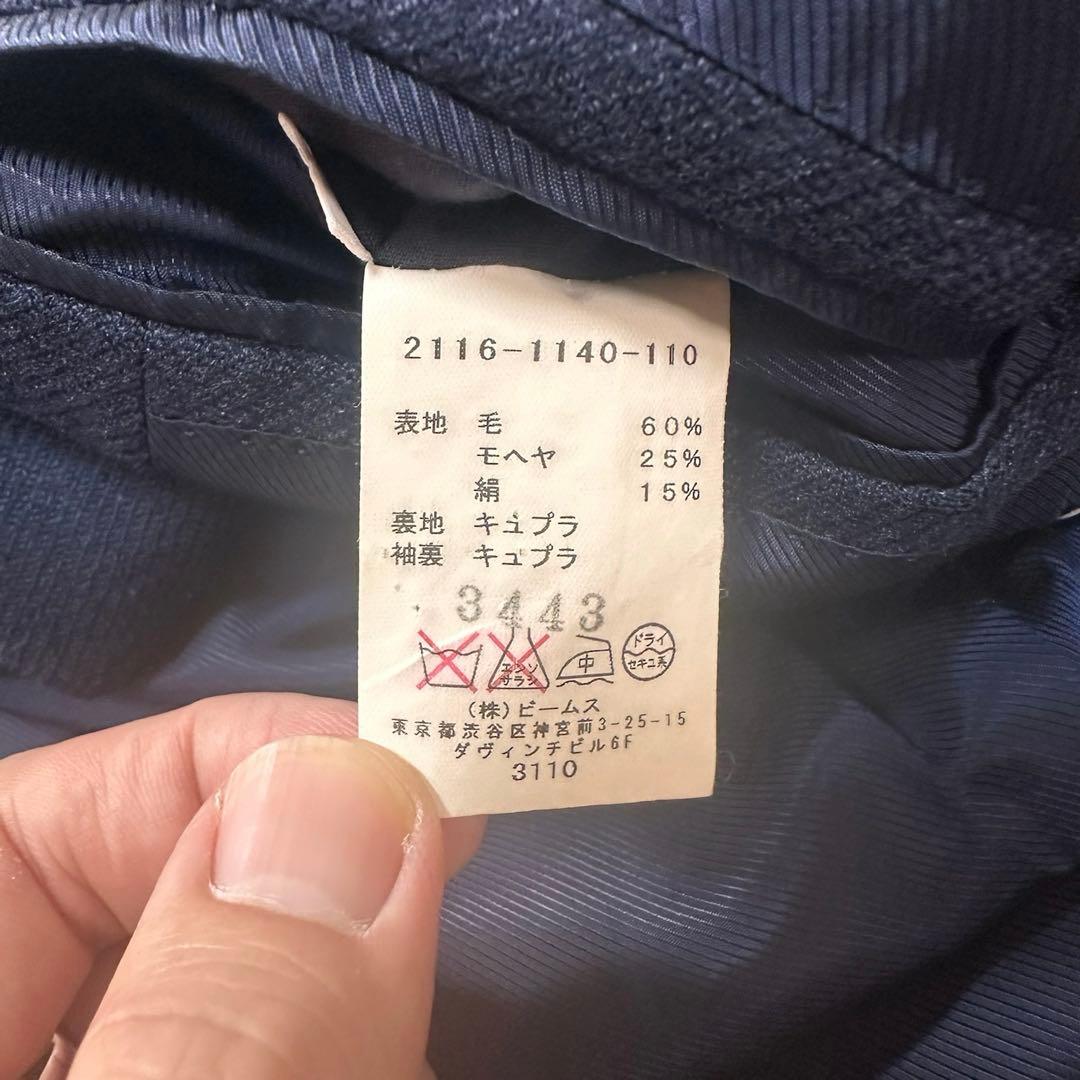 2116-1140-110
表地 毛 60%
モヘヤ 25%
絹 15%
裏地 キュプラ
袖裏 キュプラ
3443
エンソサラシ 中 ドライ セキユ系
(株)ビームス
東京都渋谷区神宮前3-25-15
ダヴィンチビル6F
3110